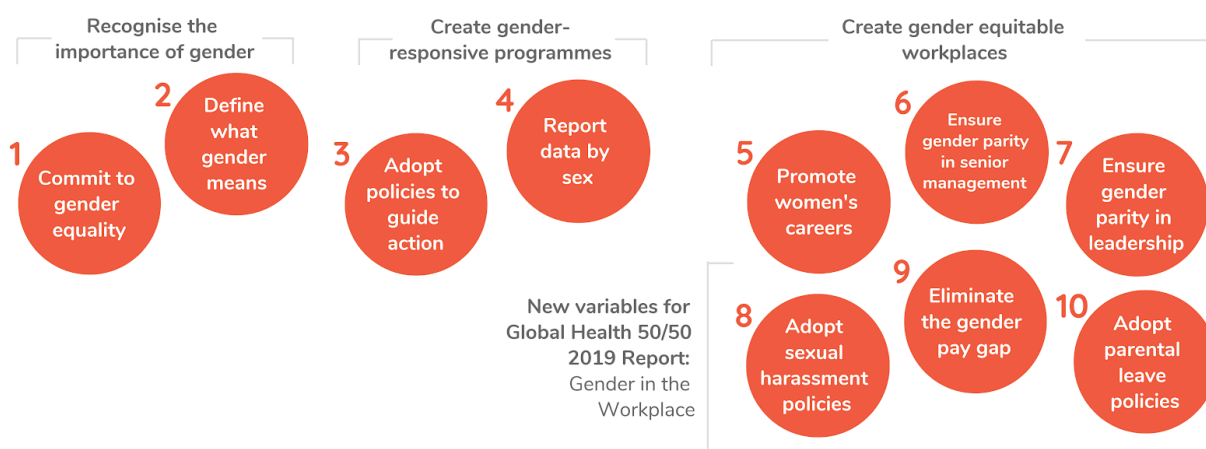 Recognise the
importance of gender
1
Commit to
gender
equality
2
Define
what
gender
means
Create gender-
responsive programmes
3
Adopt
policies to
guide
action
4
Report
data by
sex
Create gender equitable
workplaces
5
Promote
women's
careers
6
Ensure
gender parity
in senior
management
7
Ensure
gender
parity in
leadership
New variables for
Global Health 50/50
2019 Report:
Gender in the
Workplace
8
Adopt
sexual
harassment
policies
9
Eliminate
the gender
pay gap
10
Adopt
parental
leave
policies